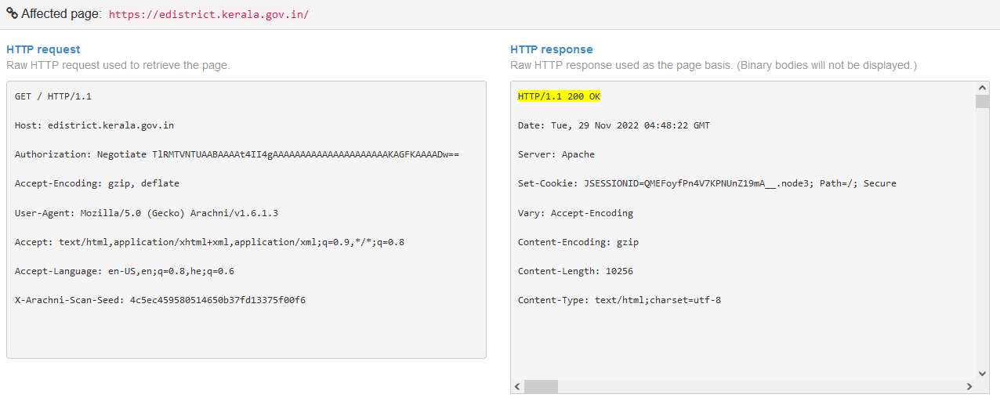 Affected page: https://edistrict.kerala.gov.in/
HTTP request
Raw HTTP request used to retrieve the page.
GET / HTTP/1.1
Host: edistrict.kerala.gov.in
Authorization: Negotiate TlRMTVNTUAABAAAAt4II4gAAAAAAAAAAAAAAAAAAAAAKAGFKAAAADw==
Accept-Encoding: gzip, deflate
User-Agent: Mozilla/5.0 (Gecko) Arachni/v1.6.1.3
Accept: text/html,application/xhtml+xml,application/xml;q=0.9,*/*;q=0.8
Accept-Language: en-US,en;q=0.8,he;q=0.6
X-Arachni-Scan-Seed: 4c5ec459580514650b37fd13375f00f6
HTTP response
Raw HTTP response used as the page basis. (Binary bodies will not be displayed.)
HTTP/1.1 200 OK
Date: Tue, 29 Nov 2022 04:48:22 GMT
Server: Apache
Set-Cookie: JSESSIONID=QMEFoyfPn4V7KPNUnZ19mA__.node3; Path=/; Secure
Vary: Accept-Encoding
Content-Encoding: gzip
Content-Length: 10256
Content-Type: text/html;charset=utf-8